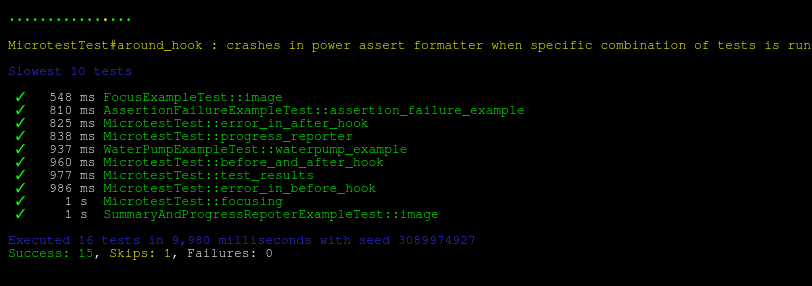 ................
MicrotestTest#around_hook : crashes in power assert formatter when specific combination of tests is run
Slowest 10 tests
✓ 548 ms FocusExampleTest::image
✓ 810 ms AssertionFailureExampleTest::assertion_failure_example
✓ 825 ms MicrotestTest::error_in_after_hook
✓ 838 ms MicrotestTest::progress_reporter
✓ 937 ms WaterPumpExampleTest::waterpump_example
✓ 960 ms MicrotestTest::before_and_after_hook
✓ 977 ms MicrotestTest::test_results
✓ 986 ms MicrotestTest::error_in_before_hook
✓ 1 s MicrotestTest::focusing
✓ 1 s SummaryAndProgressRepoterExampleTest::image
Executed 16 tests in 9,980 milliseconds with seed 3089974927
Success: 15, Skips: 1, Failures: 0